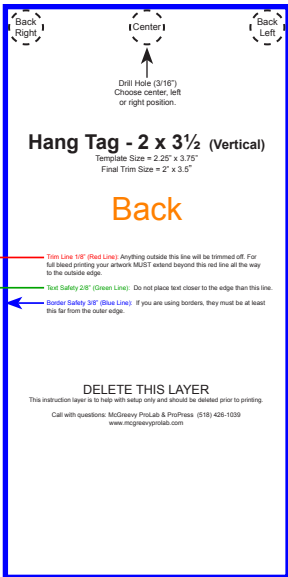 Back
Right
Center
Back
Left
Drill Hole (3/16")
Choose center, left
or right position.
Hang Tag - 2 x 3½ (Vertical)
Template Size = 2.25" x 3.75"
Final Trim Size = 2" x 3.5"
Back
Trim Line 1/8" (Red Line): Anything outside this line will be trimmed off. For
full bleed printing your artwork MUST extend beyond this red line all the way
to the outside edge.
Text Safety 2/8" (Green Line): Do not place text closer to the edge than this line.
Border Safety 3/8" (Blue Line): If you are using borders, they must be at least
this far from the outer edge.
DELETE THIS LAYER
This instruction layer is to help with setup only and should be deleted prior to printing.
Call with questions: McGreevy ProLab & ProPress (518) 426-1039
www.mcgreevyprolab.com